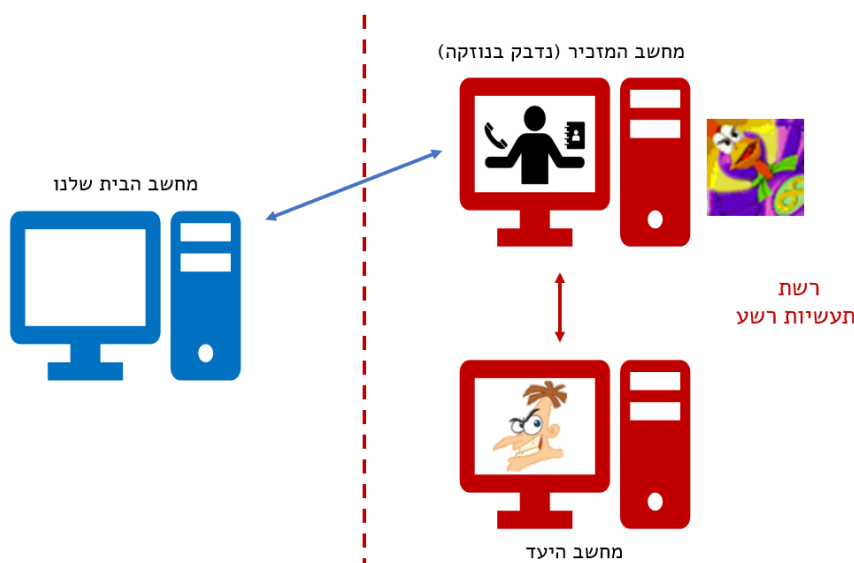 מחשב המזכיר (נדבק בנוזקה)
מחשב הבית שלנו
רשת
תעשיות רשע
מחשב היעד